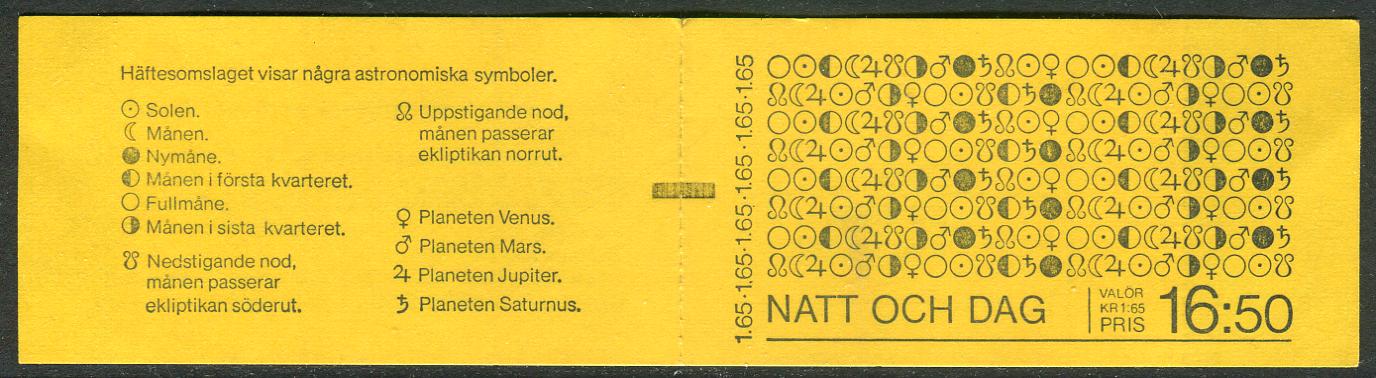 Häftesomslaget visar några astronomiska symboler.
☉ Solen.
☾ Månen.
● Nymåne.
◐ Månen i första kvarteret.
○ Fullmåne.
◑ Månen i sista kvarteret.
☋ Nedstigande nod,
månen passerar
ekliptikan söderut.
☊ Uppstigande nod,
månen passerar
ekliptikan norrut.
♀ Planeten Venus.
♂ Planeten Mars.
♃ Planeten Jupiter.
♄ Planeten Saturnus.
1.65·1.65·1.65·1.65·1.65·1.65
○☉◐☾♃☋◑♂●♄☊☉♀○☉◐☾♃☋◑♂●♄
☊☾♃☉♂◑♀○☉☋◐♄●☊☾♃☉♂◑♀○☉☋
○☉◐☾♃☋◑♂●♄☊☉♀○☉◐☾♃☋◑♂●♄
☊☾♃☉♂◑♀○☉☋◐♄●☊☾♃☉♂◑♀○☉☋
○☉◐☾♃☋◑♂●♄☊☉♀○☉◐☾♃☋◑♂●♄
☊☾♃☉♂◑♀○☉☋◐♄●☊☾♃☉♂◑♀○☉☋
○☉◐☾♃☋◑♂●♄☊☉♀○☉◐☾♃☋◑♂●♄
☊☾♃☉♂◑♀○☉☋◐♄●☊☾♃☉♂◑♀○☉☋
NATT OCH DAG
VALÖR
KR 1:65
PRIS 16:50